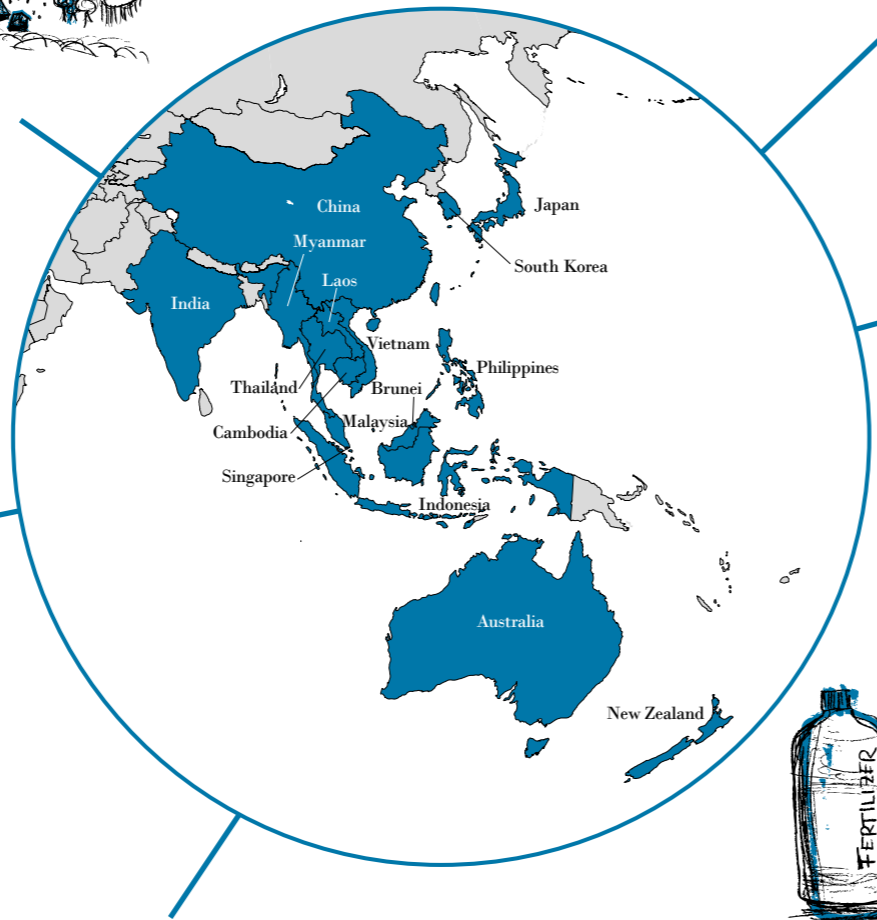 China
Japan
Myanmar
South Korea
Laos
India
Vietnam
Philippines
Thailand
Brunei
Malaysia
Cambodia
Singapore
Indonesia
Australia
New Zealand
FERTILIZER